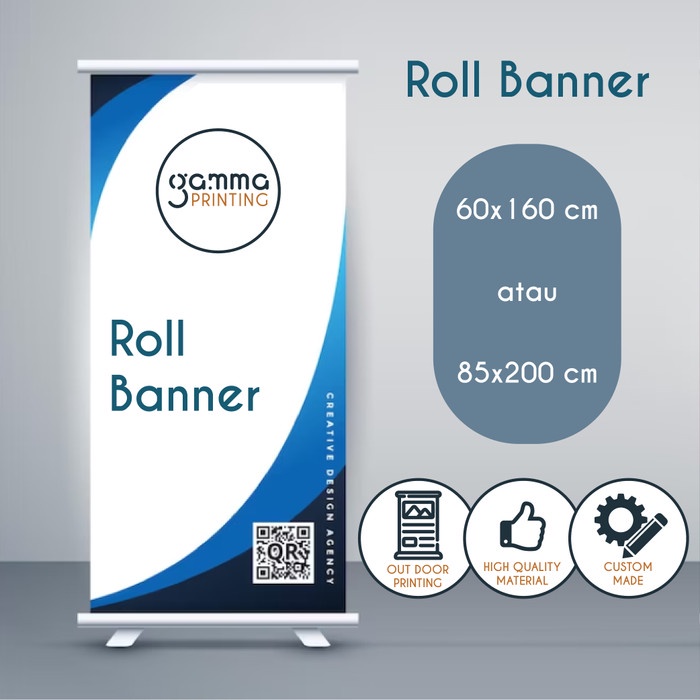 Roll Banner
gamma
PRINTING
Roll
Banner
CREATIVE DESIGN AGENCY
QR
60x160 cm
atau
85x200 cm
OUT DOOR
PRINTING
HIGH QUALITY
MATERIAL
CUSTOM
MADE